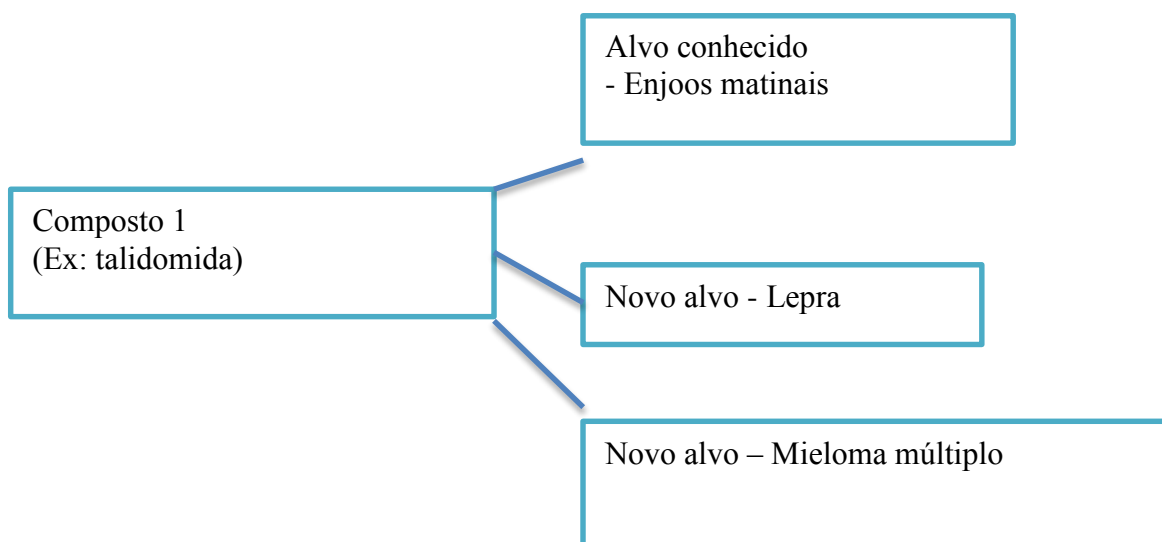 Alvo conhecido
- Enjoos matinais
Composto 1
(Ex: talidomida)
Novo alvo - Lepra
Novo alvo – Mieloma múltiplo